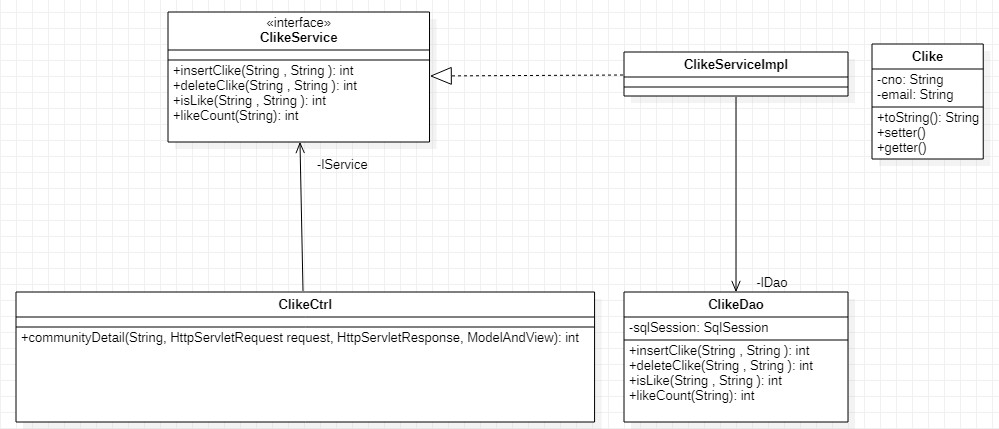 «interface»
ClikeService
+insertClike(String , String ): int
+deleteClike(String , String ): int
+isLike(String , String ): int
+likeCount(String): int
ClikeServiceImpl
Clike
-cno: String
-email: String
+toString(): String
+setter()
+getter()
-lService
-lDao
ClikeCtrl
+communityDetail(String, HttpServletRequest request, HttpServletResponse, ModelAndView): int
ClikeDao
-sqlSession: SqlSession
+insertClike(String , String ): int
+deleteClike(String , String ): int
+isLike(String , String ): int
+likeCount(String): int